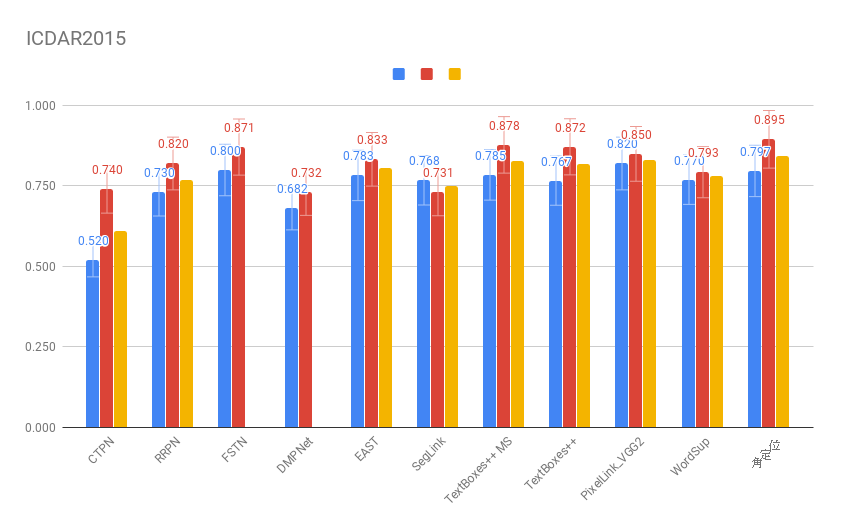 ICDAR2015
1.000
0.750
0.500
0.250
0.000
0.520
0.740
0.730
0.820
0.800
0.871
0.682
0.732
0.783
0.833
0.768
0.731
0.785
0.878
0.767
0.872
0.820
0.850
0.770
0.793
0.797
0.895
CTPN
RRPN
FSTN
DMPNet
EAST
SegLink
TextBoxes++ MS
TextBoxes++
PixelLink_VGG2
WordSup
角定位